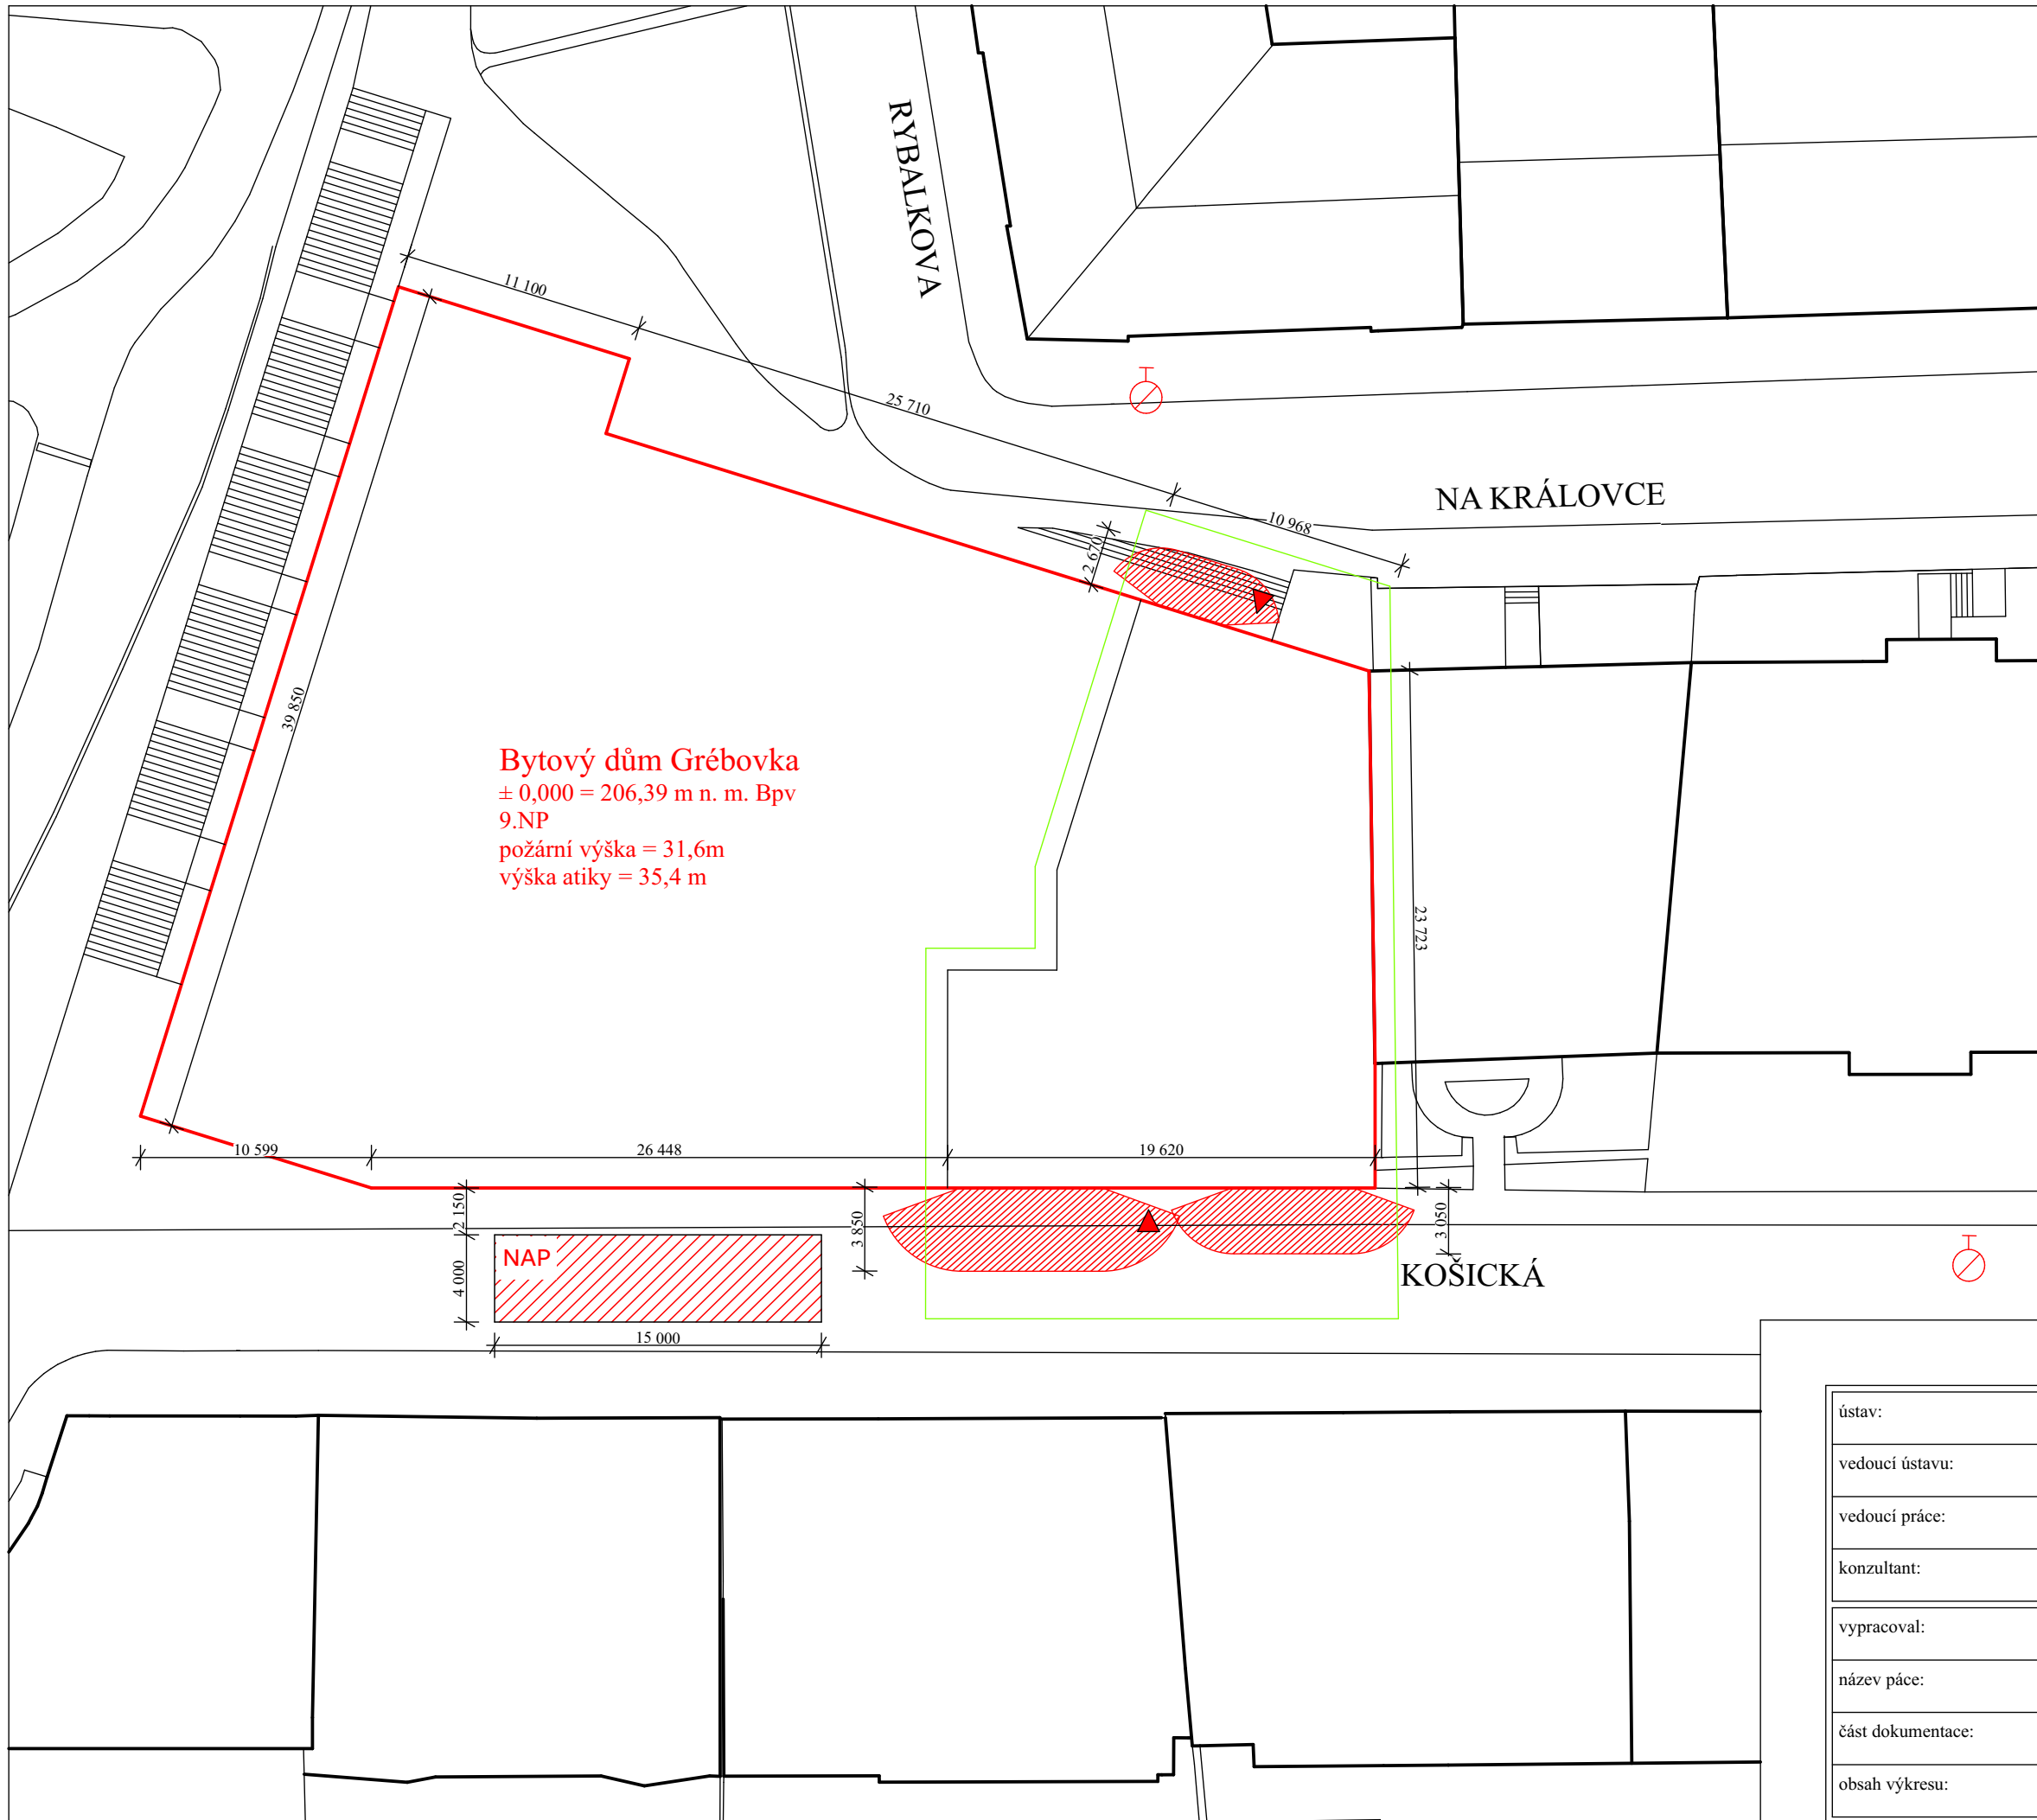 RYBALKOVA
11 100
25 710
NA KRÁLOVCE
10 968
2 670
39 850
Bytový dům Grébovka
± 0,000 = 206,39 m n. m. Bpv
9.NP
požární výška = 31,6m
výška atiky = 35,4 m
23 723
10 599
26 448
19 620
2 150
3 850
3 050
NAP
4 000
KOŠICKÁ
15 000
ústav:
vedoucí ústavu:
vedoucí práce:
konzultant:
vypracoval:
název páce:
část dokumentace:
obsah výkresu: